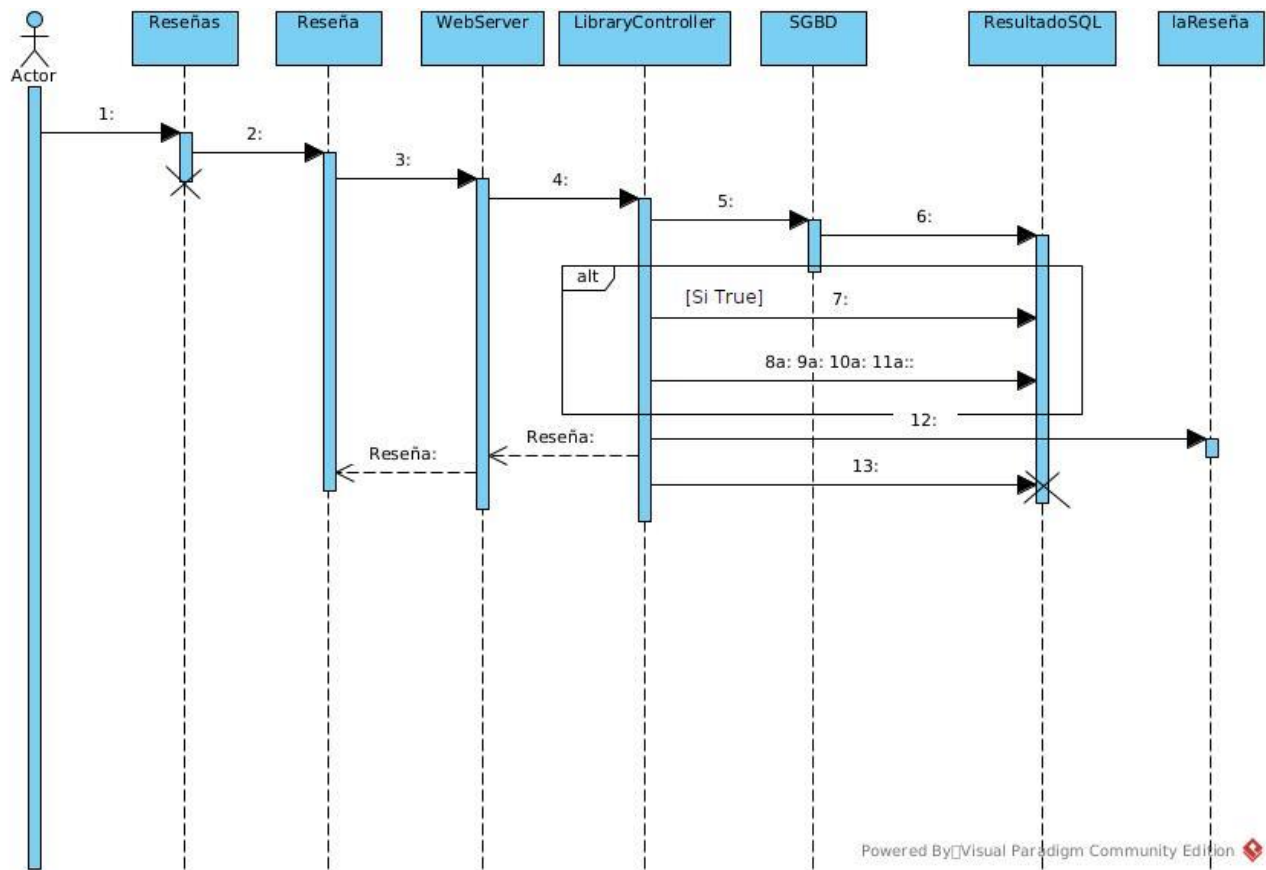 Reseñas
Reseña
WebServer
LibraryController
SGBD
ResultadoSQL
laReseña
Actor
1:
2:
3:
4:
5:
6:
alt
[Si True]
7:
8a: 9a: 10a: 11a::
12:
Reseña:
Reseña:
13:
Powered By Visual Paradigm Community Edition